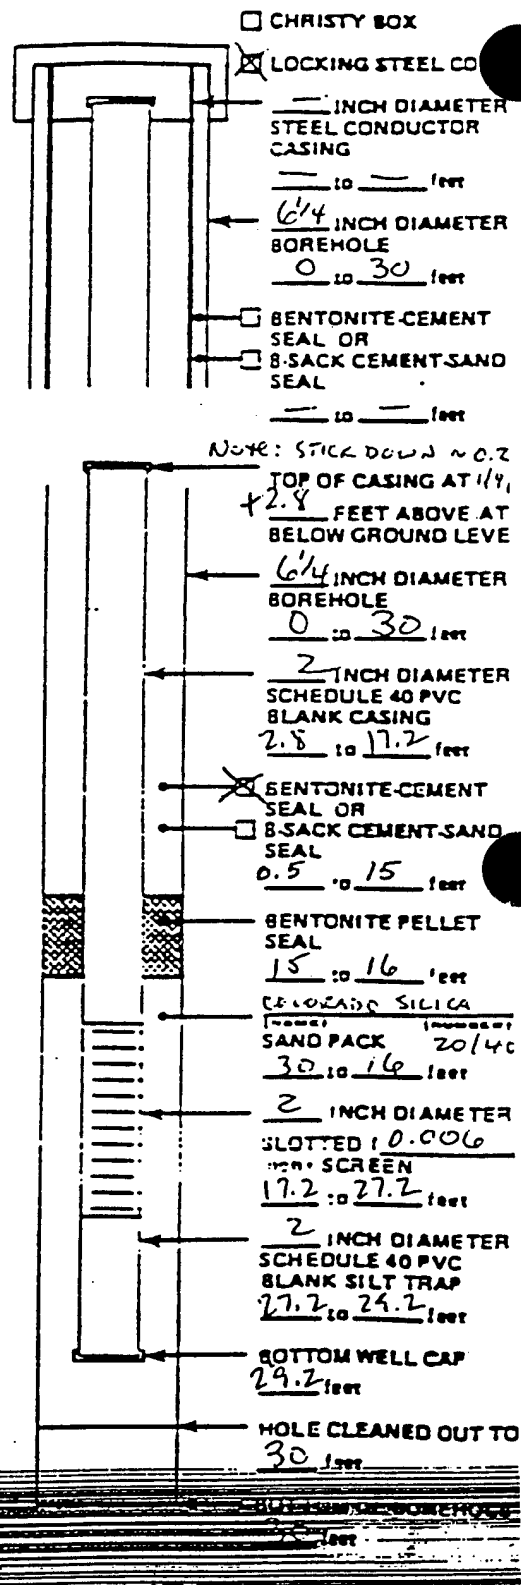 CHRISTY BOX
LOCKING STEEL CO
— INCH DIAMETER
STEEL CONDUCTOR
CASING
— to — feet
6 1/4 INCH DIAMETER
BOREHOLE
0 to 30 feet
BENTONITE-CEMENT
SEAL OR
8-SACK CEMENT-SAND
SEAL
— to — feet
NOTE: STICK DOWN ~0.2
TOP OF CASING AT
+2.8 FEET ABOVE AT
BELOW GROUND LEVE
6 1/4 INCH DIAMETER
BOREHOLE
0 to 30 feet
2 INCH DIAMETER
SCHEDULE 40 PVC
BLANK CASING
2.8 to 17.2 feet
BENTONITE-CEMENT
SEAL OR
8-SACK CEMENT-SAND
SEAL
0.5 to 15 feet
BENTONITE PELLET
SEAL
15 to 16 feet
COLORADO SILICA
SAND PACK 20/40
30 to 16 feet
2 INCH DIAMETER
SLOTTED 0.006
SCREEN
17.2 to 27.2 feet
2 INCH DIAMETER
SCHEDULE 40 PVC
BLANK SILT TRAP
27.2 to 29.2 feet
BOTTOM WELL CAP
29.2 feet
HOLE CLEANED OUT TO
30 feet
BOTTOM OF BOREHOLE
feet